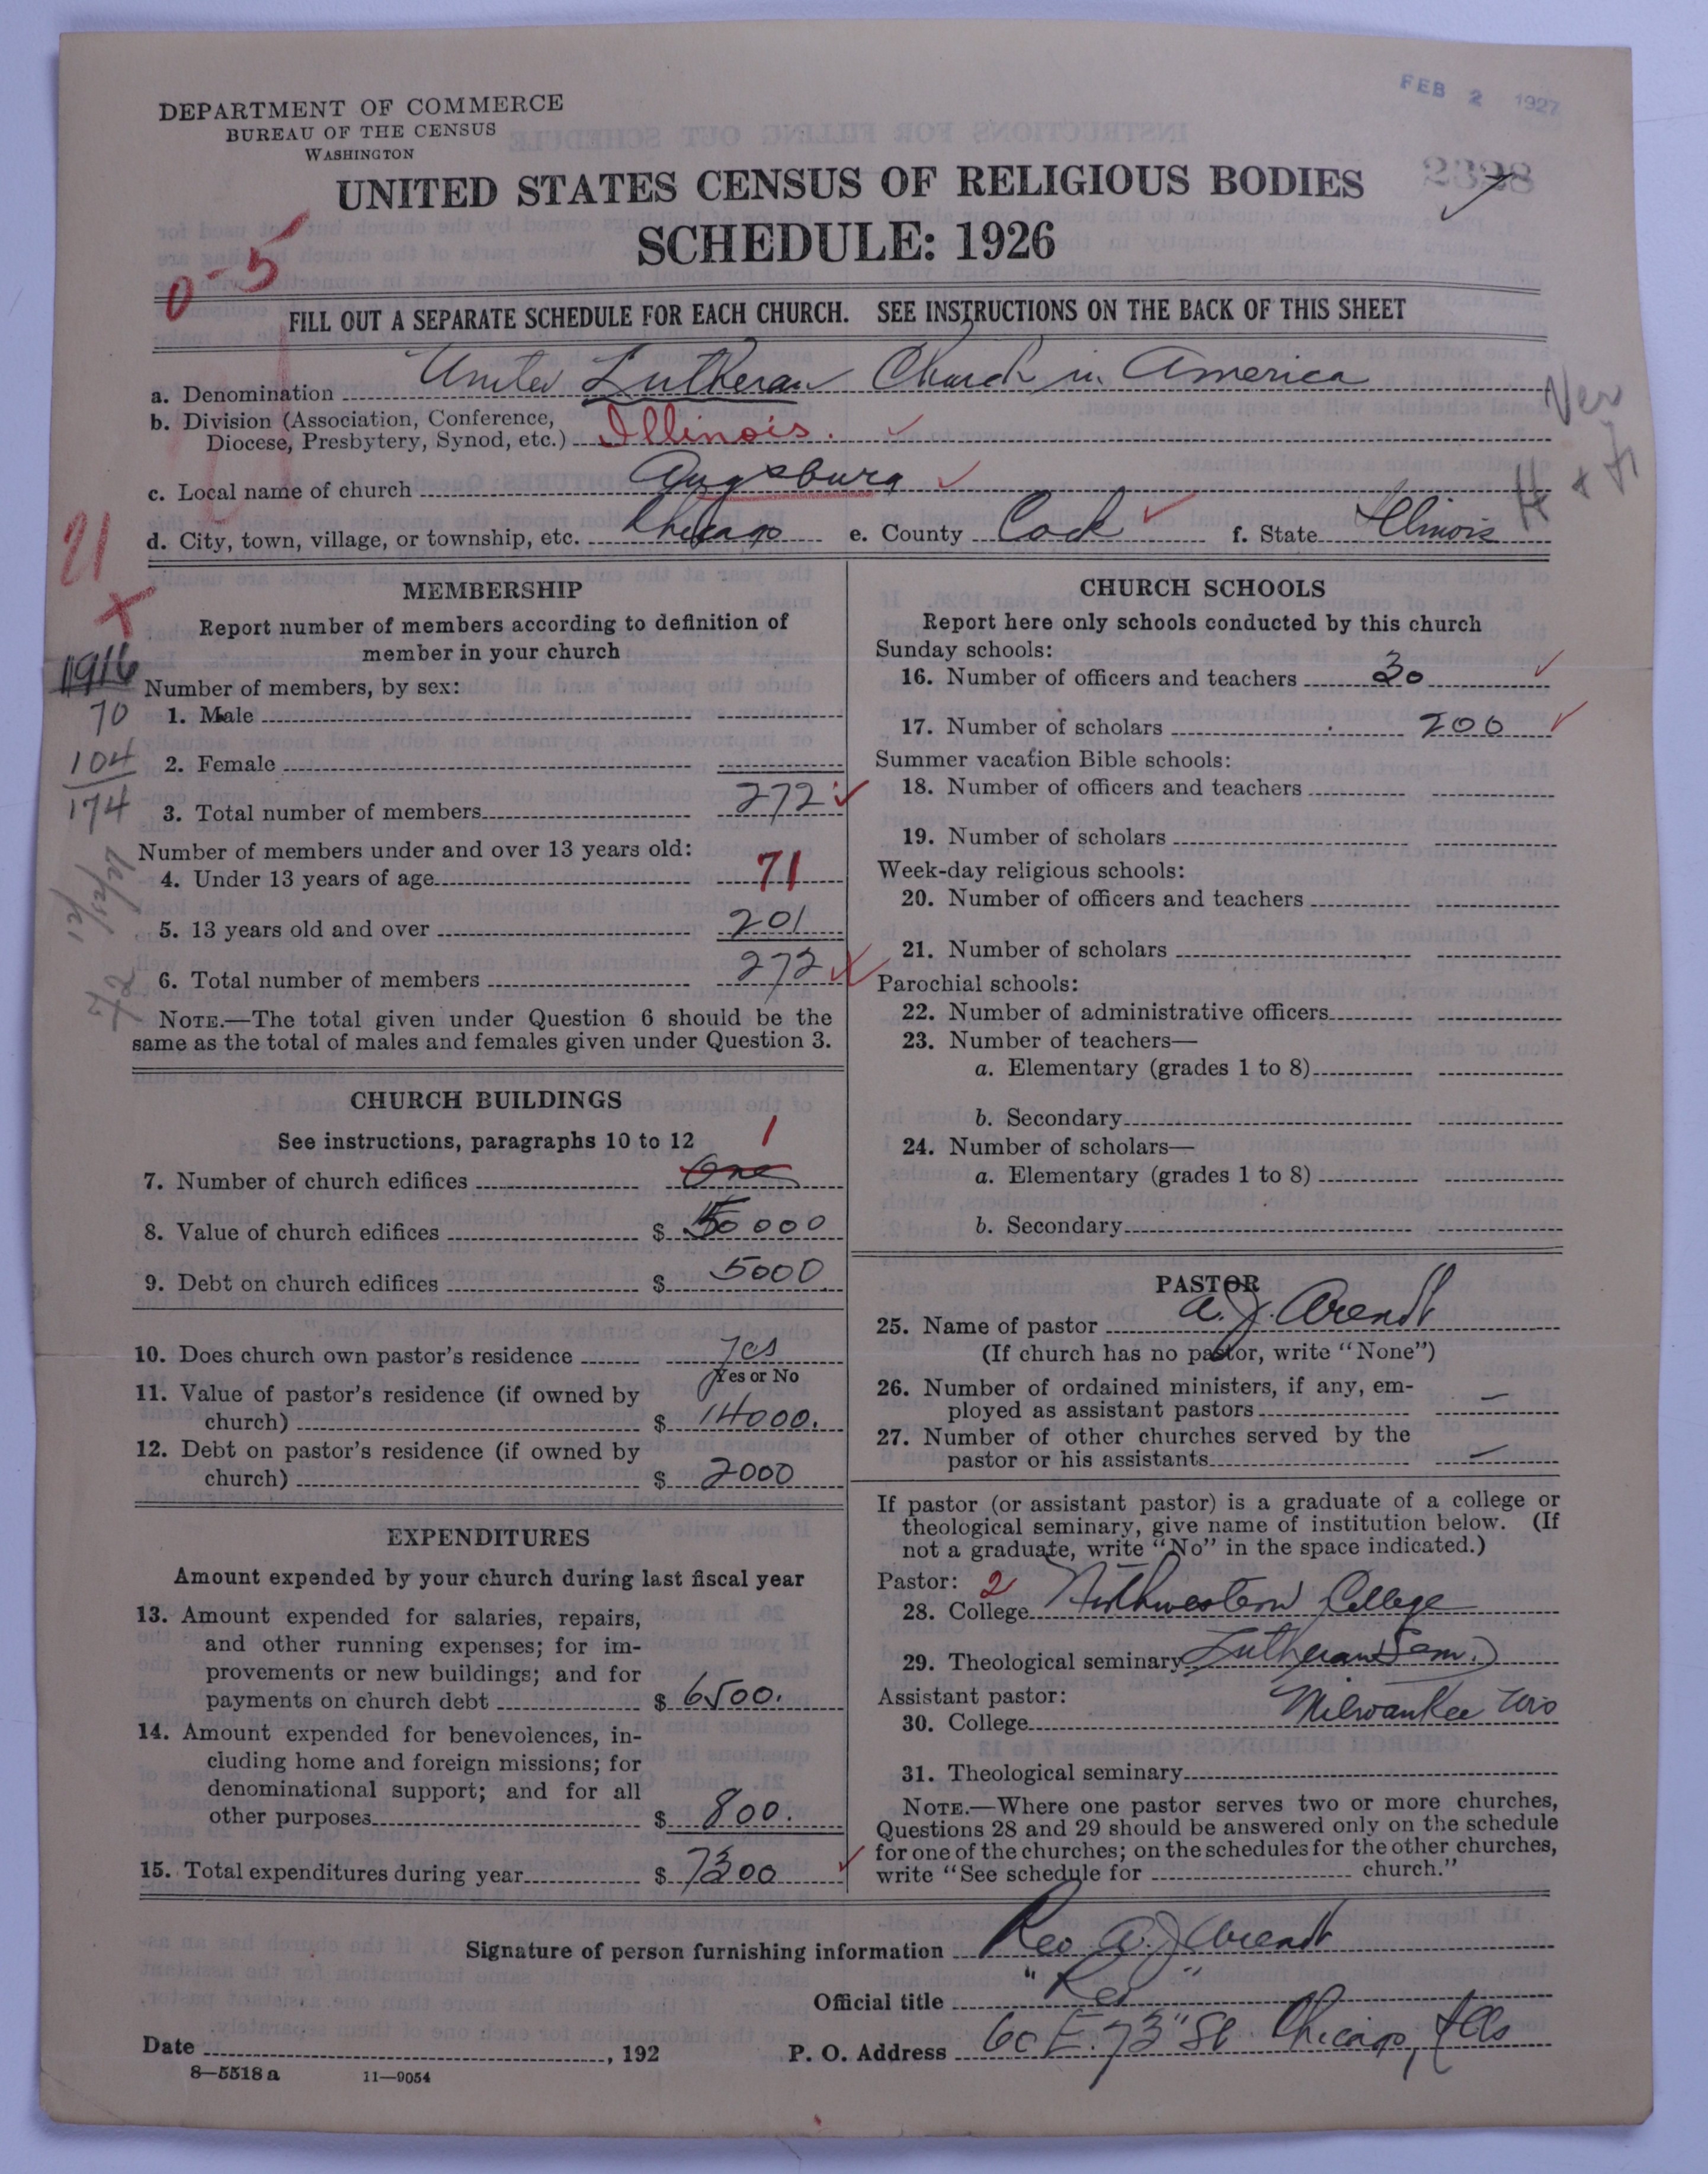 FEB 2 1927
DEPARTMENT OF COMMERCE
BUREAU OF THE CENSUS
WASHINGTON
2328
UNITED STATES CENSUS OF RELIGIOUS BODIES
SCHEDULE: 1926
0-5
FILL OUT A SEPARATE SCHEDULE FOR EACH CHURCH. SEE INSTRUCTIONS ON THE BACK OF THIS SHEET
a. Denomination United Lutheran Church in America
b. Division (Association, Conference,
Diocese, Presbytery, Synod, etc.) Illinois.
c. Local name of church Augsburg
d. City, town, village, or township, etc. Chicago e. County Cook f. State Illinois
21
MEMBERSHIP
Report number of members according to definition of
member in your church
1916
Number of members, by sex:
70
1. Male
104
2. Female
174
3. Total number of members 272
Number of members under and over 13 years old:
4. Under 13 years of age 71
5. 13 years old and over 201
6. Total number of members 272
NOTE.—The total given under Question 6 should be the
same as the total of males and females given under Question 3.
CHURCH BUILDINGS
See instructions, paragraphs 10 to 12
1
7. Number of church edifices One
8. Value of church edifices $ 50000
9. Debt on church edifices $ 5000
10. Does church own pastor's residence Yes
Yes or No
11. Value of pastor's residence (if owned by
church) $ 14000.
12. Debt on pastor's residence (if owned by
church) $ 2000
EXPENDITURES
Amount expended by your church during last fiscal year
13. Amount expended for salaries, repairs,
and other running expenses; for im-
provements or new buildings; and for
payments on church debt $ 6500.
14. Amount expended for benevolences, in-
cluding home and foreign missions; for
denominational support; and for all
other purposes $ 800.
15. Total expenditures during year $ 7300
CHURCH SCHOOLS
Report here only schools conducted by this church
Sunday schools:
16. Number of officers and teachers 30
17. Number of scholars 200
Summer vacation Bible schools:
18. Number of officers and teachers
19. Number of scholars
Week-day religious schools:
20. Number of officers and teachers
21. Number of scholars
Parochial schools:
22. Number of administrative officers
23. Number of teachers—
a. Elementary (grades 1 to 8)
b. Secondary
24. Number of scholars—
a. Elementary (grades 1 to 8)
b. Secondary
PASTOR
25. Name of pastor A. J. Arendt
(If church has no pastor, write "None")
26. Number of ordained ministers, if any, em-
ployed as assistant pastors —
27. Number of other churches served by the
pastor or his assistants —
If pastor (or assistant pastor) is a graduate of a college or
theological seminary, give name of institution below. (If
not a graduate, write "No" in the space indicated.)
Pastor: 2
28. College Northwestern College
29. Theological seminary Lutheran Sem.
Assistant pastor:
Milwaukee Wis
30. College
31. Theological seminary
NOTE.—Where one pastor serves two or more churches,
Questions 28 and 29 should be answered only on the schedule
for one of the churches; on the schedules for the other churches,
write "See schedule for church."
Signature of person furnishing information Rev A. J. Arendt
Official title "Rev"
Date , 192 P. O. Address 60 E. 73" St Chicago, Ills
8—5518 a 11—9054